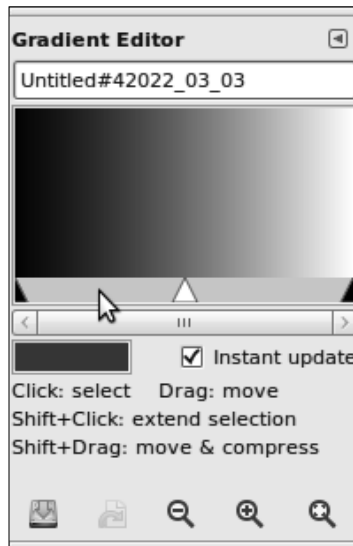 Gradient Editor
Untitled#42022_03_03
Instant update
Click: select Drag: move
Shift+Click: extend selection
Shift+Drag: move & compress